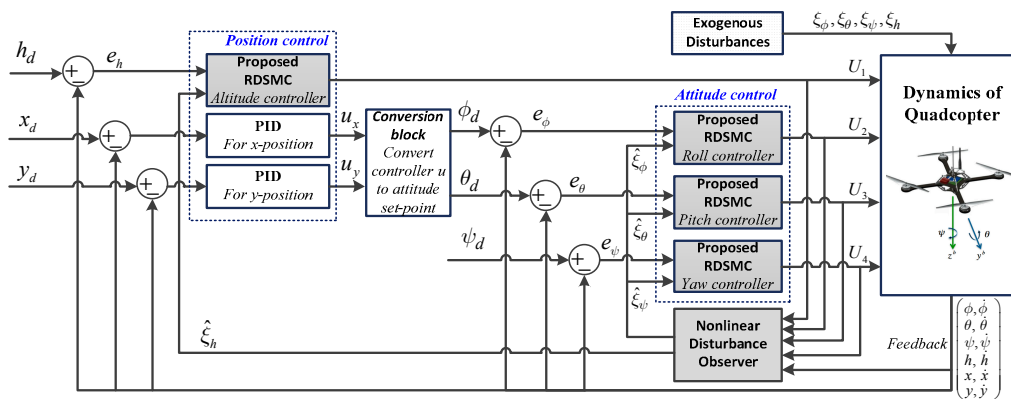 Position control
h_d
e_h
Proposed
RDSMC
Altitude controller
x_d
PID
For x-position
u_x
y_d
PID
For y-position
u_y
Conversion
block
Convert
controller u
to attitude
set-point
ϕ_d
θ_d
ψ_d
e_ϕ
e_θ
e_ψ
Attitude control
Proposed
RDSMC
Roll controller
Proposed
RDSMC
Pitch controller
Proposed
RDSMC
Yaw controller
ξ̂_ϕ
ξ̂_θ
ξ̂_ψ
ξ̂_h
Nonlinear
Disturbance
Observer
Exogenous
Disturbances
ξ_ϕ, ξ_θ, ξ_ψ, ξ_h
U_1
U_2
U_3
U_4
Dynamics of
Quadcopter
ψ
θ
z^b
y^b
Feedback
ϕ, ϕ̇
θ, θ̇
ψ, ψ̇
h, ḣ
x, ẋ
y, ẏ
+
−
+
−
+
−
+
−
+
−
+
−